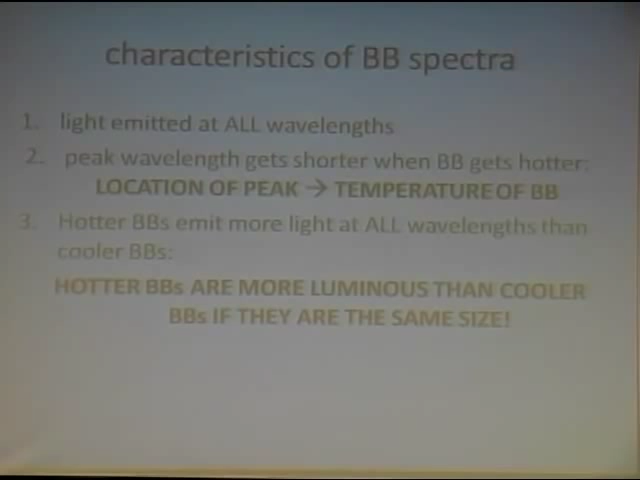 characteristics of BB spectra
1. light emitted at ALL wavelengths
2. peak wavelength gets shorter when BB gets hotter:
LOCATION OF PEAK → TEMPERATURE OF BB
3. Hotter BBs emit more light at ALL wavelengths than
cooler BBs:
HOTTER BBs ARE MORE LUMINOUS THAN COOLER
BBs IF THEY ARE THE SAME SIZE!